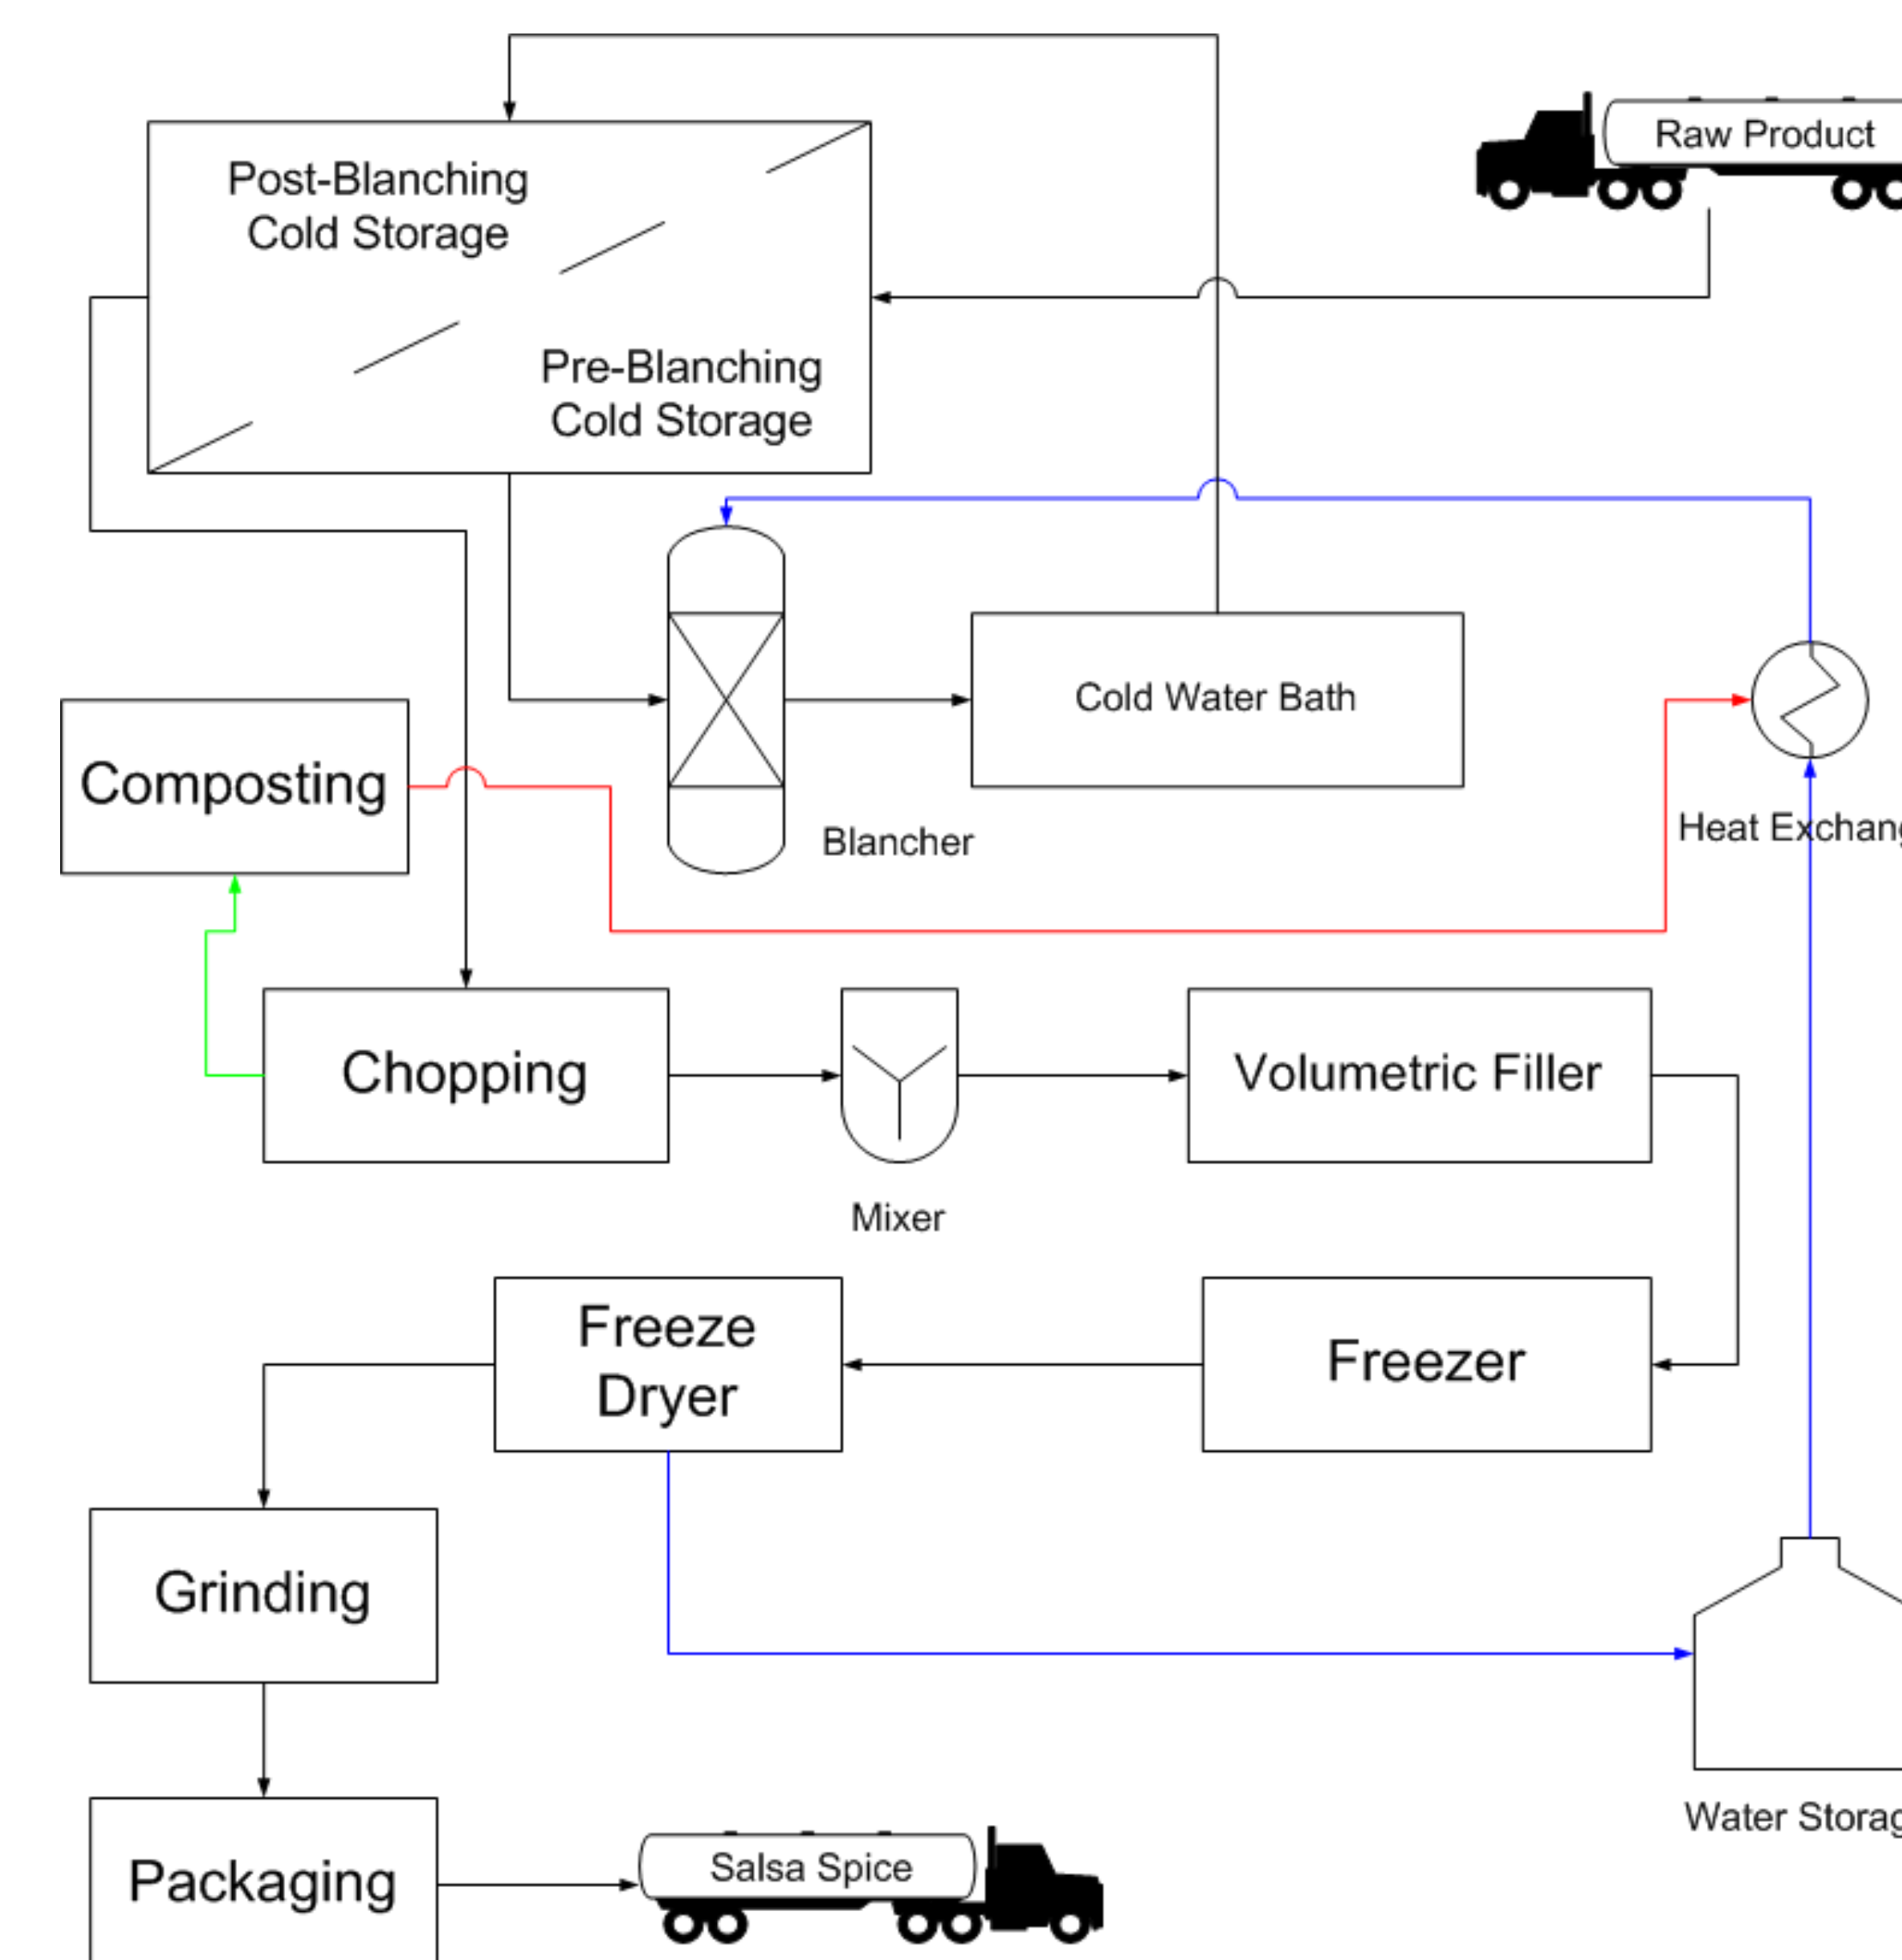 Raw Product
Post-Blanching
Cold Storage
Pre-Blanching
Cold Storage
Cold Water Bath
Composting
Blancher
Heat Exchang
Chopping
Volumetric Filler
Mixer
Freeze
Dryer
Freezer
Grinding
Water Storag
Packaging
Salsa Spice